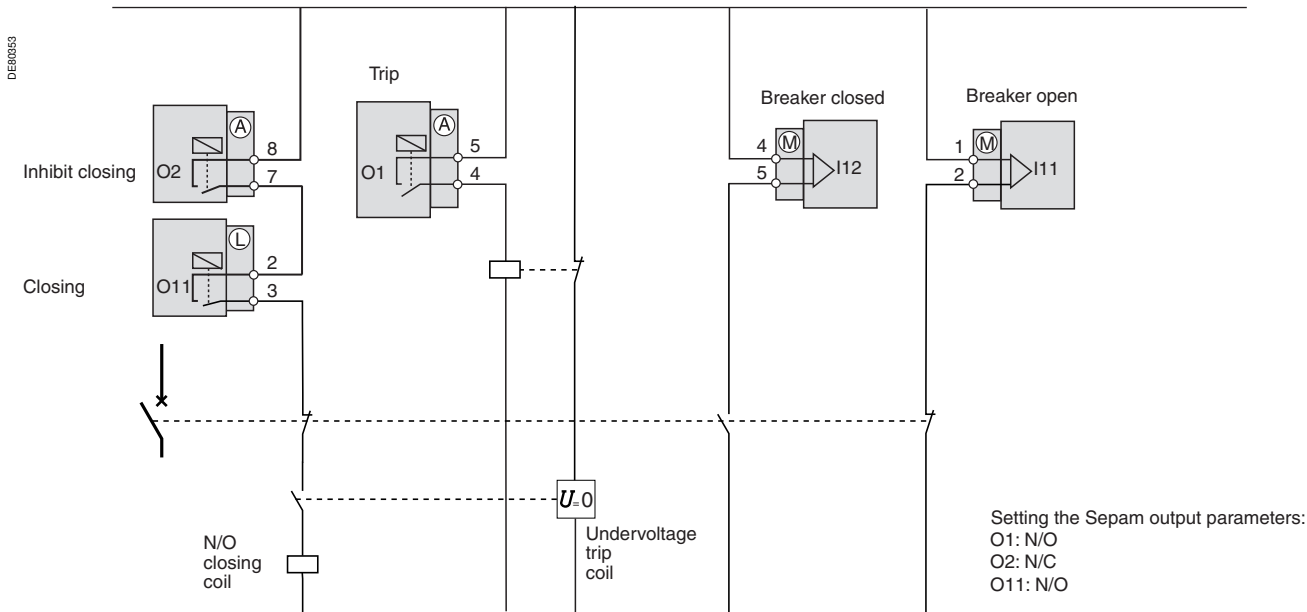 DE80353
Trip
Breaker closed
Breaker open
Inhibit closing
O2
A
8
7
O1
A
5
4
4
5
M
I12
1
2
M
I11
Closing
O11
L
2
3
N/O
closing
coil
U=0
Undervoltage
trip
coil
Setting the Sepam output parameters:
O1: N/O
O2: N/C
O11: N/O